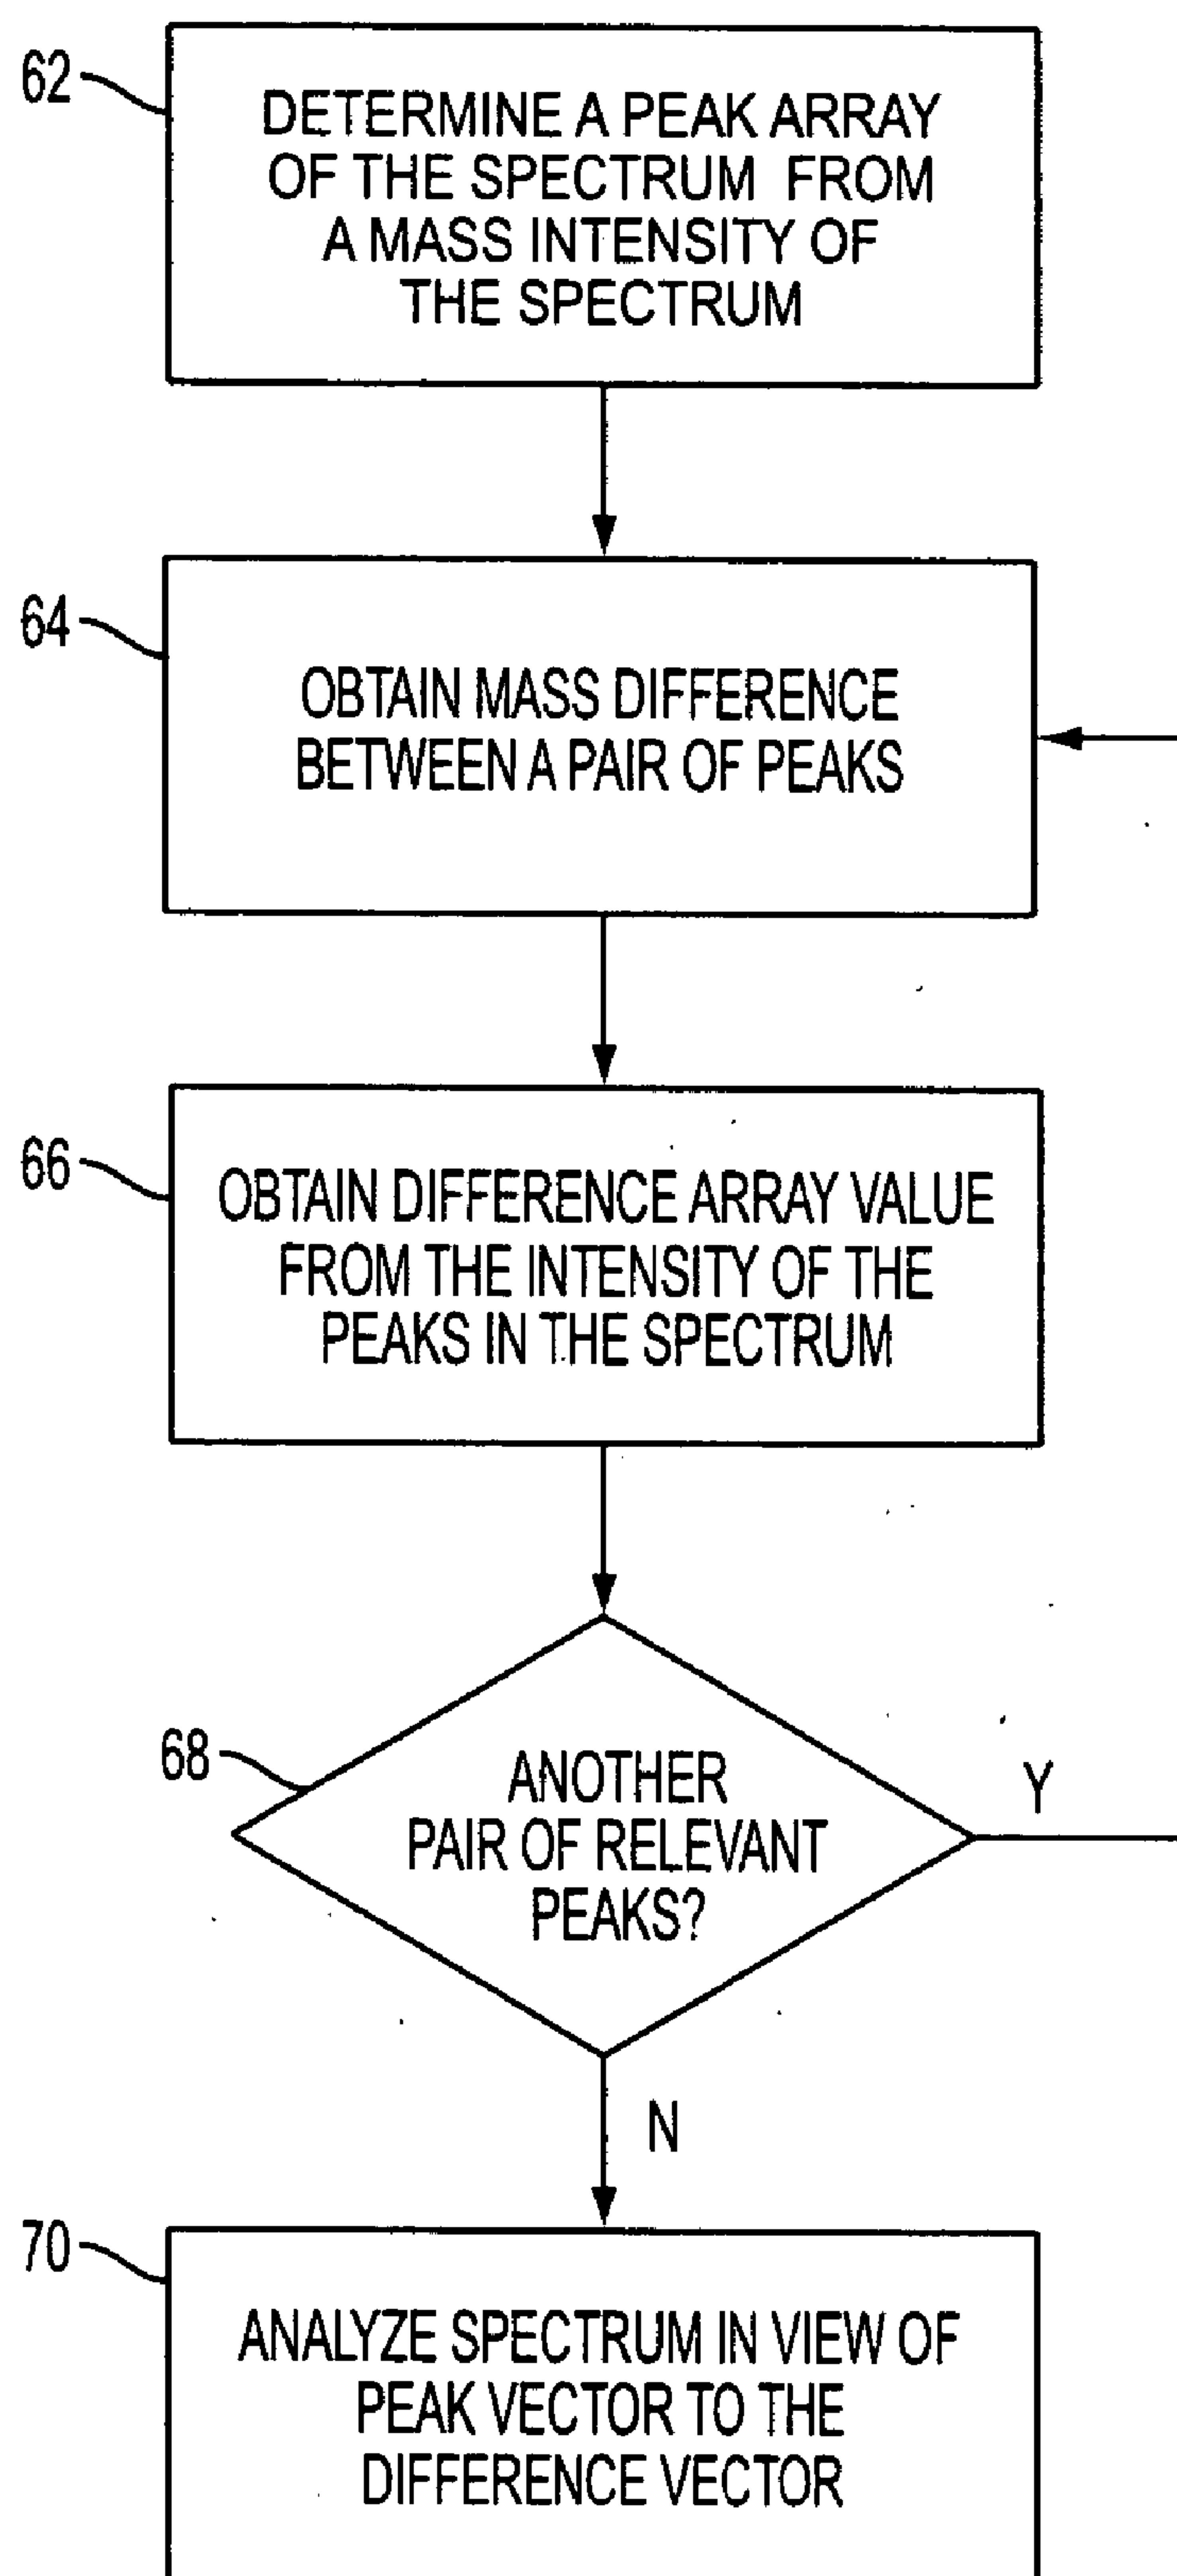 62
DETERMINE A PEAK ARRAY
OF THE SPECTRUM FROM
A MASS INTENSITY OF
THE SPECTRUM
64
OBTAIN MASS DIFFERENCE
BETWEEN A PAIR OF PEAKS
66
OBTAIN DIFFERENCE ARRAY VALUE
FROM THE INTENSITY OF THE
PEAKS IN THE SPECTRUM
68
ANOTHER
PAIR OF RELEVANT
PEAKS?
Y
N
70
ANALYZE SPECTRUM IN VIEW OF
PEAK VECTOR TO THE
DIFFERENCE VECTOR